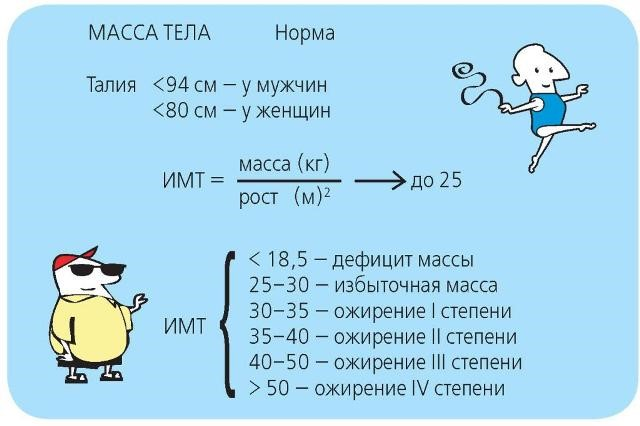 МАССА ТЕЛА Норма
Талия <94 см – у мужчин
<80 см – у женщин
ИМТ = масса (кг)
рост (м)² до 25
ИМТ
< 18,5 – дефицит массы
25–30 – избыточная масса
30–35 – ожирение I степени
35–40 – ожирение II степени
40–50 – ожирение III степени
> 50 – ожирение IV степени